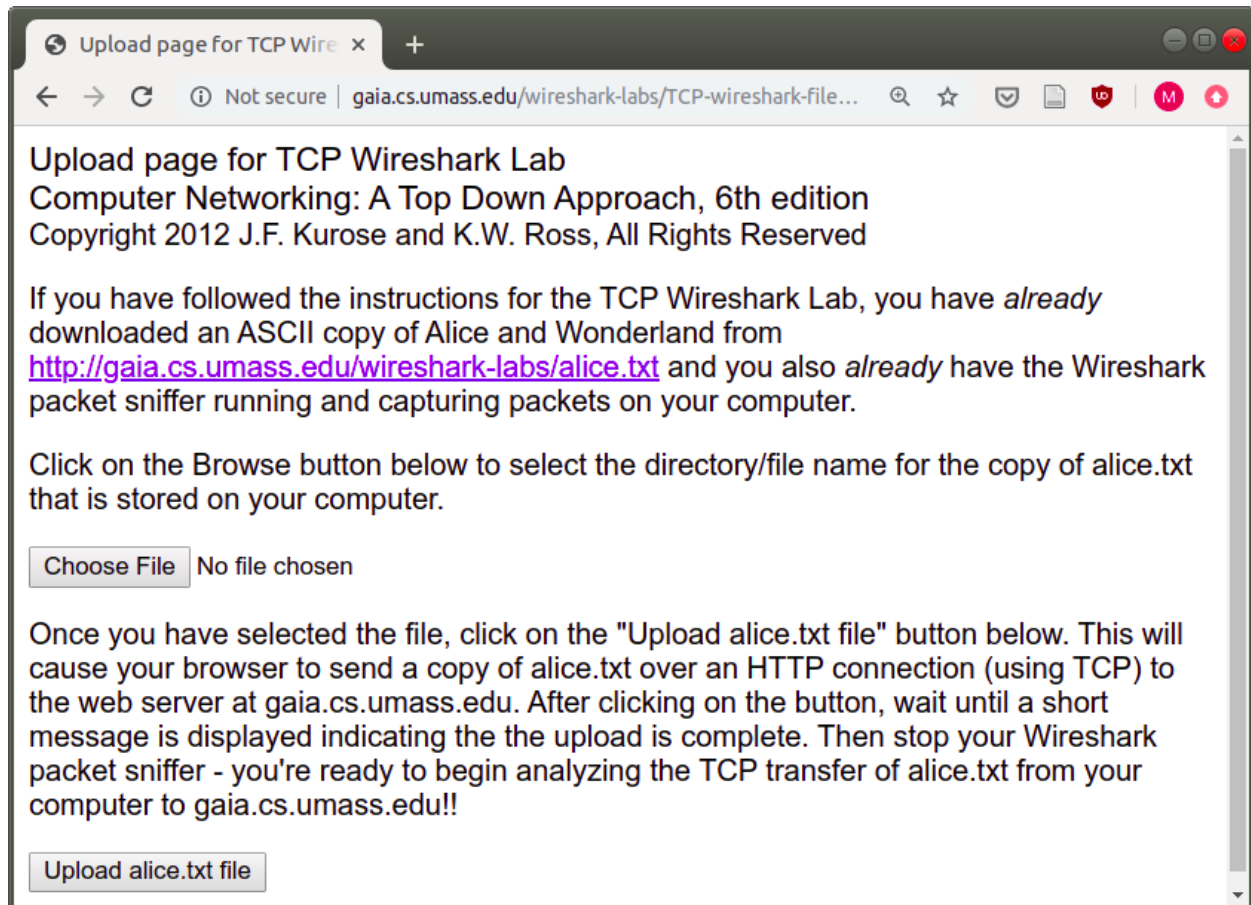 Upload page for TCP Wire
Not secure | gaia.cs.umass.edu/wireshark-labs/TCP-wireshark-file...
M
Upload page for TCP Wireshark Lab
Computer Networking: A Top Down Approach, 6th edition
Copyright 2012 J.F. Kurose and K.W. Ross, All Rights Reserved
If you have followed the instructions for the TCP Wireshark Lab, you have already
downloaded an ASCII copy of Alice and Wonderland from
http://gaia.cs.umass.edu/wireshark-labs/alice.txt and you also already have the Wireshark
packet sniffer running and capturing packets on your computer.
Click on the Browse button below to select the directory/file name for the copy of alice.txt
that is stored on your computer.
Choose File No file chosen
Once you have selected the file, click on the "Upload alice.txt file" button below. This will
cause your browser to send a copy of alice.txt over an HTTP connection (using TCP) to
the web server at gaia.cs.umass.edu. After clicking on the button, wait until a short
message is displayed indicating the the upload is complete. Then stop your Wireshark
packet sniffer - you're ready to begin analyzing the TCP transfer of alice.txt from your
computer to gaia.cs.umass.edu!!
Upload alice.txt file